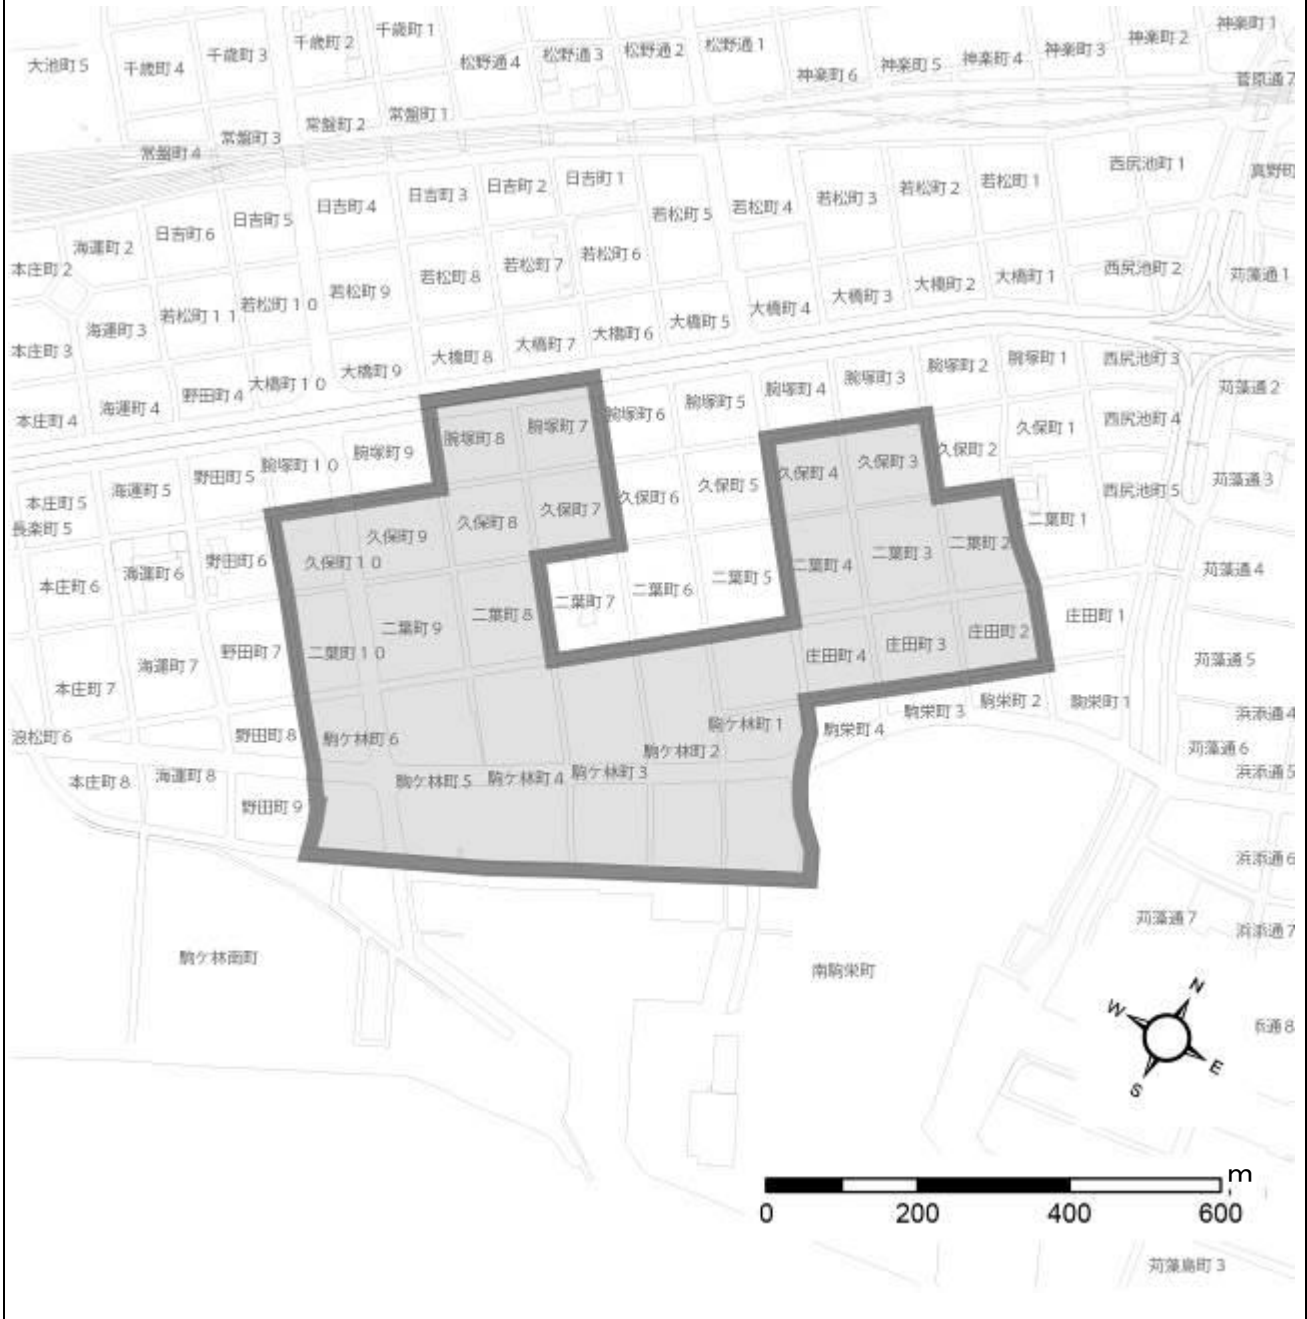 神楽町 1
千歳町 1
神楽町 2
千歳町 2
松野通 1
神楽町 3
千歳町 3
松野通 3
松野通 2
神楽町 4
大池町 5
千歳町 4
松野通 4
神楽町 6
神楽町 5
菅原通 7
常盤町 1
常盤町 2
常盤町 3
常盤町 4
西尻池町 1
真野町
日吉町 1
日吉町 2
日吉町 3
若松町 1
若松町 2
若松町 3
日吉町 4
若松町 4
若松町 5
日吉町 5
日吉町 6
海運町 2
若松町 6
若松町 7
本庄町 2
若松町 8
西尻池町 2
苅藻通 1
大橋町 1
大橋町 2
若松町 9
大橋町 3
若松町 1 0
大橋町 4
若松町 1 1
大橋町 5
海運町 3
大橋町 6
大橋町 7
本庄町 3
大橋町 8
西尻池町 3
腕塚町 1
腕塚町 2
大橋町 9
腕塚町 3
大橋町 1 0
腕塚町 4
苅藻通 2
野田町 4
腕塚町 5
海運町 4
本庄町 4
腕塚町 6
腕塚町 7
西尻池町 4
久保町 1
腕塚町 8
腕塚町 9
久保町 2
久保町 3
腕塚町 1 0
久保町 4
野田町 5
苅藻通 3
久保町 5
海運町 5
西尻池町 5
久保町 6
本庄町 5
久保町 7
久保町 8
二葉町 1
長楽町 5
久保町 9
二葉町 2
二葉町 3
野田町 6
久保町 1 0
二葉町 4
海運町 6
苅藻通 4
二葉町 5
本庄町 6
二葉町 6
二葉町 7
二葉町 8
庄田町 1
二葉町 9
庄田町 2
庄田町 3
野田町 7
二葉町 1 0
庄田町 4
海運町 7
苅藻通 5
本庄町 7
駒栄町 2
駒栄町 1
駒栄町 3
浜添通 4
駒ケ林町 1
駒栄町 4
浪松町 6
野田町 8
駒ケ林町 6
駒ケ林町 2
苅藻通 6
浜添通 5
本庄町 8
海運町 8
駒ケ林町 5
駒ケ林町 4
駒ケ林町 3
野田町 9
浜添通 6
苅藻通 7
浜添通 7
駒ケ林南町
南駒栄町
N
W
E
S
m
0
200
400
600
苅藻島町 3